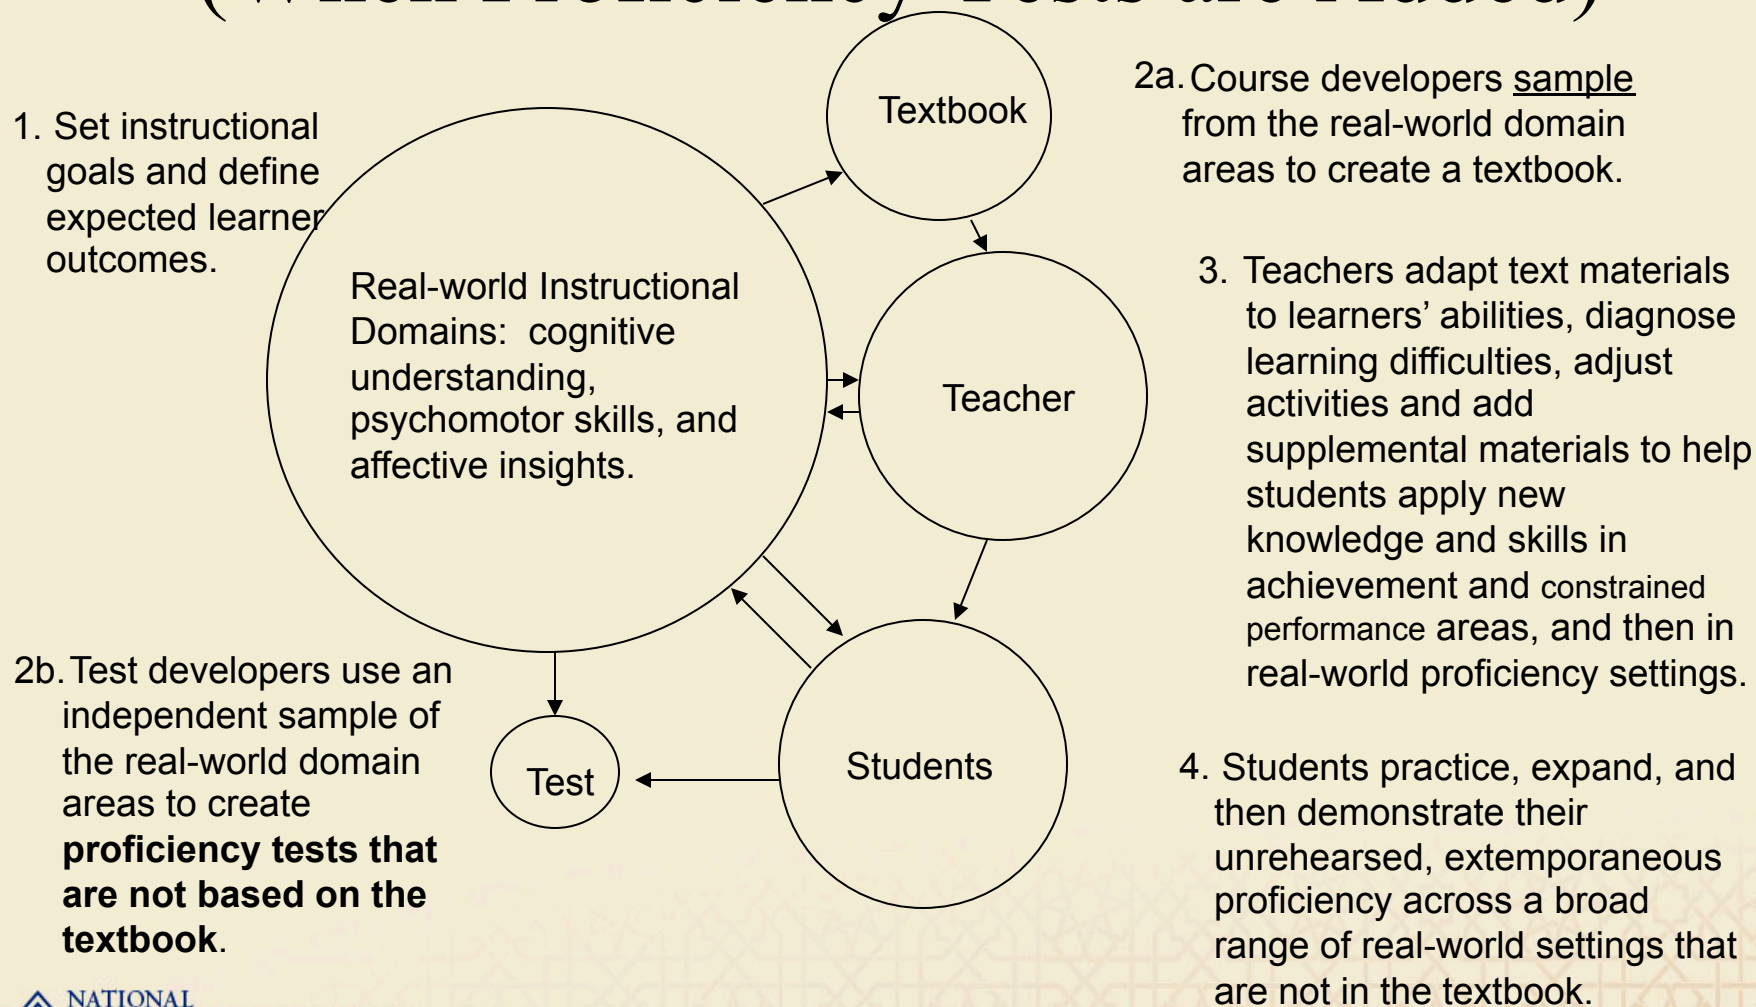 (When Proficiency Tests are Added)
1. Set instructional
goals and define
expected learner
outcomes.
Textbook
2a. Course developers sample
from the real-world domain
areas to create a textbook.
Real-world Instructional
Domains: cognitive
understanding,
psychomotor skills, and
affective insights.
Teacher
3. Teachers adapt text materials
to learners’ abilities, diagnose
learning difficulties, adjust
activities and add
supplemental materials to help
students apply new
knowledge and skills in
achievement and constrained
performance areas, and then in
real-world proficiency settings.
2b. Test developers use an
independent sample of
the real-world domain
areas to create
proficiency tests that
are not based on the
textbook.
Test
Students
4. Students practice, expand, and
then demonstrate their
unrehearsed, extemporaneous
proficiency across a broad
range of real-world settings that
are not in the textbook.
NATIONAL